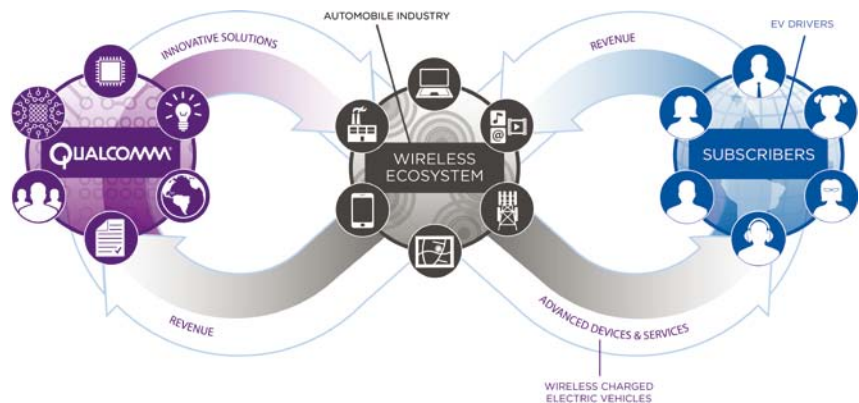 AUTOMOBILE INDUSTRY
EV DRIVERS
INNOVATIVE SOLUTIONS
REVENUE
QUALCOMM®
WIRELESS
ECOSYSTEM
SUBSCRIBERS
REVENUE
ADVANCED DEVICES & SERVICES
WIRELESS CHARGED
ELECTRIC VEHICLES